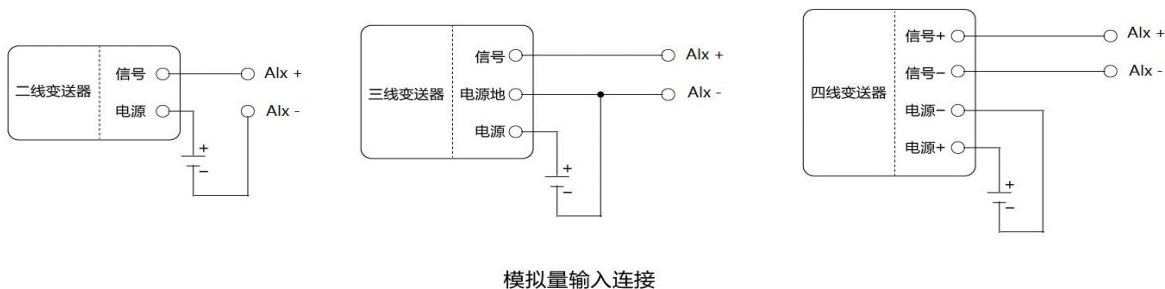 二线变送器
信号
AIx +
电源
AIx -
+
−
三线变送器
信号
AIx +
电源地
AIx -
电源
+
−
四线变送器
信号+
AIx +
信号−
AIx -
电源−
电源+
+
−
模拟量输入连接